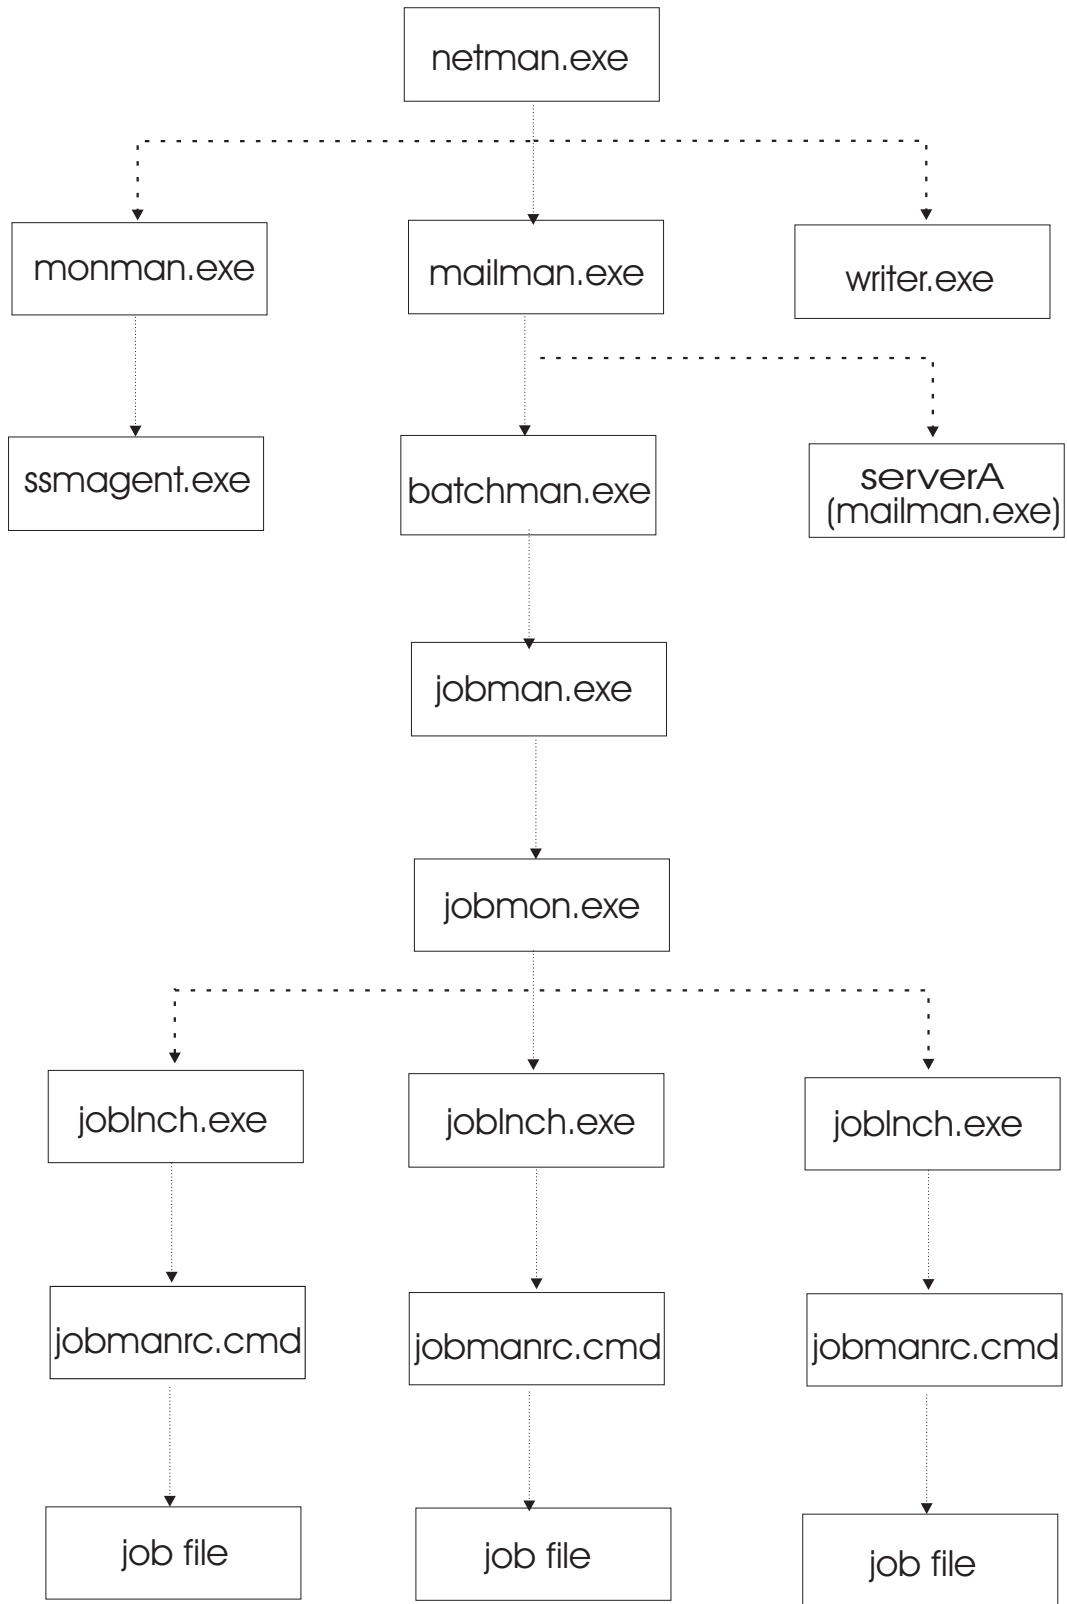 netman.exe
monman.exe
mailman.exe
writer.exe
ssmagent.exe
batchman.exe
serverA
(mailman.exe)
jobman.exe
jobmon.exe
joblnch.exe
joblnch.exe
joblnch.exe
jobmanrc.cmd
jobmanrc.cmd
jobmanrc.cmd
job file
job file
job file